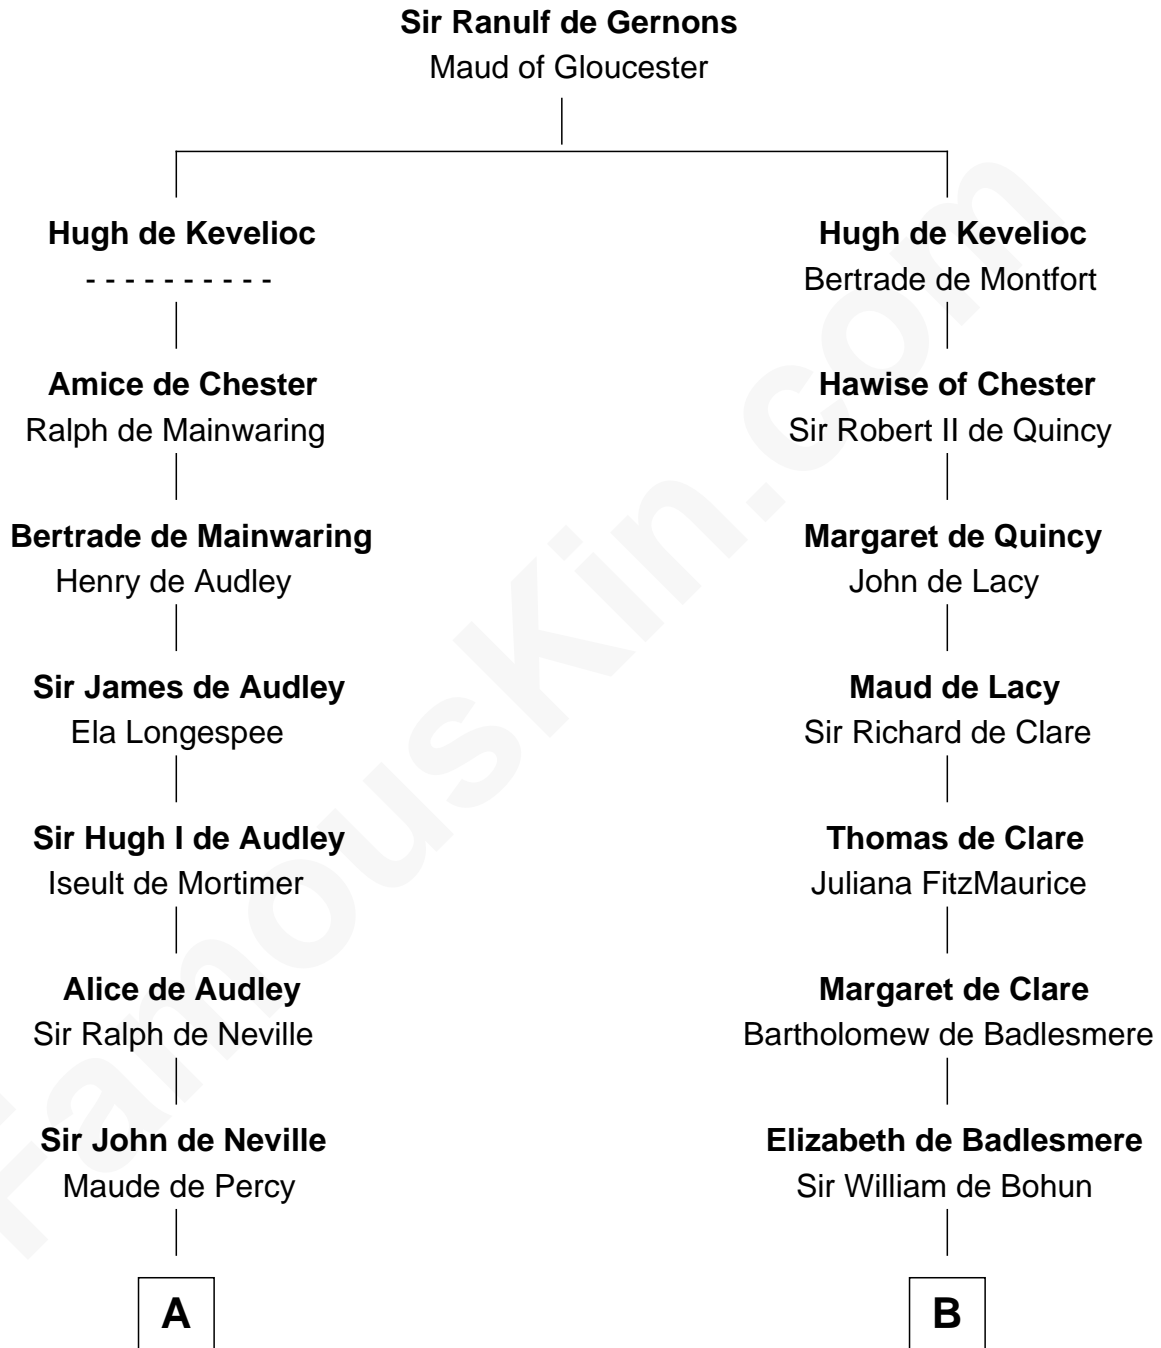 Sir Ranulf de Gernons
Maud of Gloucester
Hugh de Kevelioc
- - - - - - - - - -
Amice de Chester
Ralph de Mainwaring
Bertrade de Mainwaring
Henry de Audley
Sir James de Audley
Ela Longespee
Sir Hugh I de Audley
Iseult de Mortimer
Alice de Audley
Sir Ralph de Neville
Sir John de Neville
Maude de Percy
A
Hugh de Kevelioc
Bertrade de Montfort
Hawise of Chester
Sir Robert II de Quincy
Margaret de Quincy
John de Lacy
Maud de Lacy
Sir Richard de Clare
Thomas de Clare
Juliana FitzMaurice
Margaret de Clare
Bartholomew de Badlesmere
Elizabeth de Badlesmere
Sir William de Bohun
B
FamousKin.com